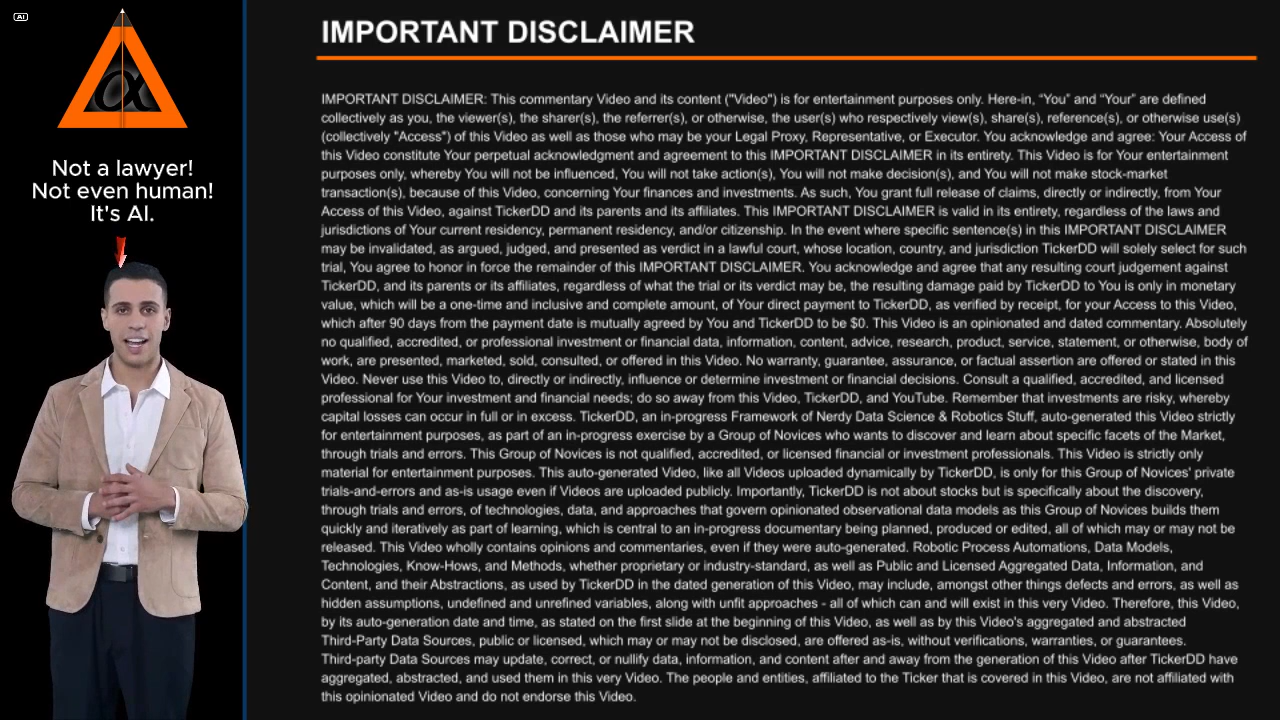 AI
α
Not a lawyer!
Not even human!
It's AI.
IMPORTANT DISCLAIMER
IMPORTANT DISCLAIMER: This commentary Video and its content ("Video") is for entertainment purposes only. Here-in, “You” and “Your” are defined
collectively as you, the viewer(s), the sharer(s), the referrer(s), or otherwise, the user(s) who respectively view(s), share(s), reference(s), or otherwise use(s)
(collectively "Access") of this Video as well as those who may be your Legal Proxy, Representative, or Executor. You acknowledge and agree: Your Access of
this Video constitute Your perpetual acknowledgment and agreement to this IMPORTANT DISCLAIMER in its entirety. This Video is for Your entertainment
purposes only, whereby You will not be influenced, You will not take action(s), You will not make decision(s), and You will not make stock-market
transaction(s), because of this Video, concerning Your finances and investments. As such, You grant full release of claims, directly or indirectly, from Your
Access of this Video, against TickerDD and its parents and its affiliates. This IMPORTANT DISCLAIMER is valid in its entirety, regardless of the laws and
jurisdictions of Your current residency, permanent residency, and/or citizenship. In the event where specific sentence(s) in this IMPORTANT DISCLAIMER
may be invalidated, as argued, judged, and presented as verdict in a lawful court, whose location, country, and jurisdiction TickerDD will solely select for such
trial, You agree to honor in force the remainder of this IMPORTANT DISCLAIMER. You acknowledge and agree that any resulting court judgement against
TickerDD, and its parents or its affiliates, regardless of what the trial or its verdict may be, the resulting damage paid by TickerDD to You is only in monetary
value, which will be a one-time and inclusive and complete amount, of Your direct payment to TickerDD, as verified by receipt, for your Access to this Video,
which after 90 days from the payment date is mutually agreed by You and TickerDD to be $0. This Video is an opinionated and dated commentary. Absolutely
no qualified, accredited, or professional investment or financial data, information, content, advice, research, product, service, statement, or otherwise, body of
work, are presented, marketed, sold, consulted, or offered in this Video. No warranty, guarantee, assurance, or factual assertion are offered or stated in this
Video. Never use this Video to, directly or indirectly, influence or determine investment or financial decisions. Consult a qualified, accredited, and licensed
professional for Your investment and financial needs; do so away from this Video, TickerDD, and YouTube. Remember that investments are risky, whereby
capital losses can occur in full or in excess. TickerDD, an in-progress Framework of Nerdy Data Science & Robotics Stuff, auto-generated this Video strictly
for entertainment purposes, as part of an in-progress exercise by a Group of Novices who wants to discover and learn about specific facets of the Market,
through trials and errors. This Group of Novices is not qualified, accredited, or licensed financial or investment professionals. This Video is strictly only
material for entertainment purposes. This auto-generated Video, like all Videos uploaded dynamically by TickerDD, is only for this Group of Novices' private
trials-and-errors and as-is usage even if Videos are uploaded publicly. Importantly, TickerDD is not about stocks but is specifically about the discovery,
through trials and errors, of technologies, data, and approaches that govern opinionated observational data models as this Group of Novices builds them
quickly and iteratively as part of learning, which is central to an in-progress documentary being planned, produced or edited, all of which may or may not be
released. This Video wholly contains opinions and commentaries, even if they were auto-generated. Robotic Process Automations, Data Models,
Technologies, Know-Hows, and Methods, whether proprietary or industry-standard, as well as Public and Licensed Aggregated Data, Information, and
Content, and their Abstractions, as used by TickerDD in the dated generation of this Video, may include, amongst other things defects and errors, as well as
hidden assumptions, undefined and unrefined variables, along with unfit approaches - all of which can and will exist in this very Video. Therefore, this Video,
by its auto-generation date and time, as stated on the first slide at the beginning of this Video, as well as by this Video's aggregated and abstracted
Third-Party Data Sources, public or licensed, which may or may not be disclosed, are offered as-is, without verifications, warranties, or guarantees.
Third-party Data Sources may update, correct, or nullify data, information, and content after and away from the generation of this Video after TickerDD have
aggregated, abstracted, and used them in this very Video. The people and entities, affiliated to the Ticker that is covered in this Video, are not affiliated with
this opinionated Video and do not endorse this Video.